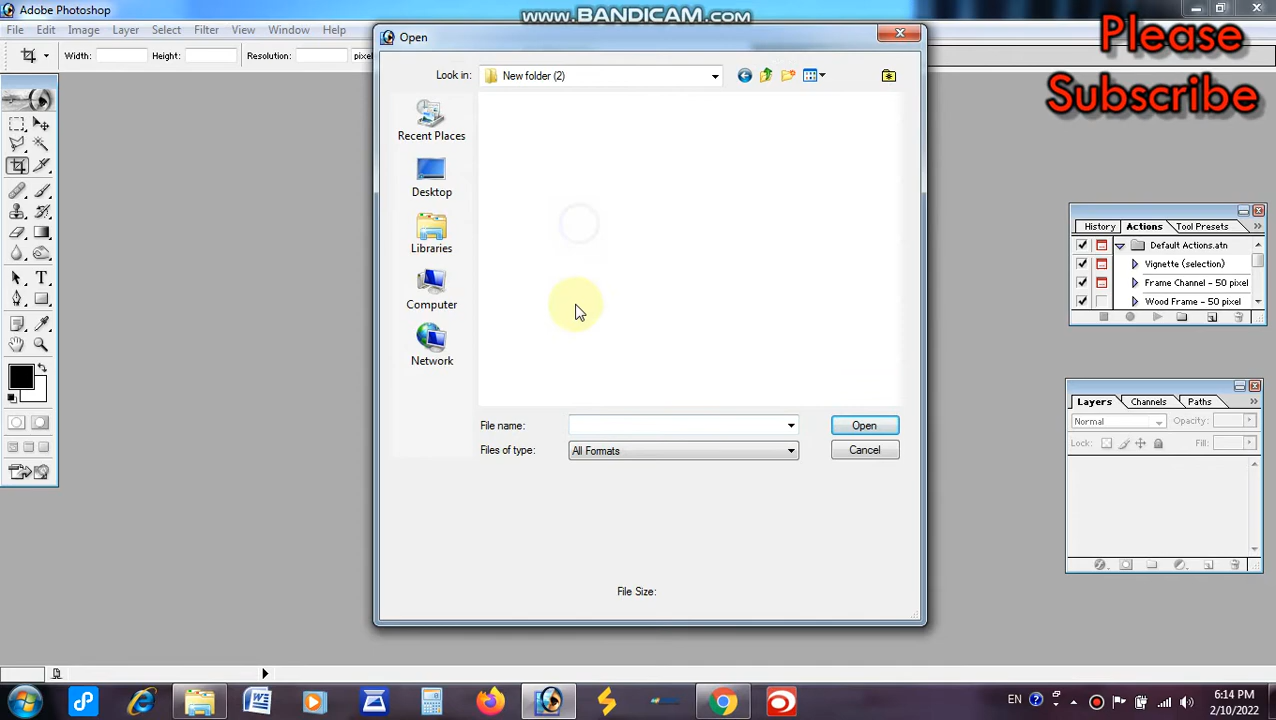 Adobe Photoshop
www.BANDICAM.com
File Edit Image Layer Select Filter View Window Help
Width: Height: Resolution: pixel
Please
Subscribe
Open
Look in: New folder (2)
Recent Places
Desktop
Libraries
Computer
Network
File name: Open
Files of type: All Formats Cancel
File Size:
History Actions Tool Presets
Default Actions.atn
Vignette (selection)
Frame Channel - 50 pixel
Wood Frame - 50 pixel
Layers Channels Paths
Normal Opacity:
Lock: Fill:
EN
6:14 PM
2/10/2022